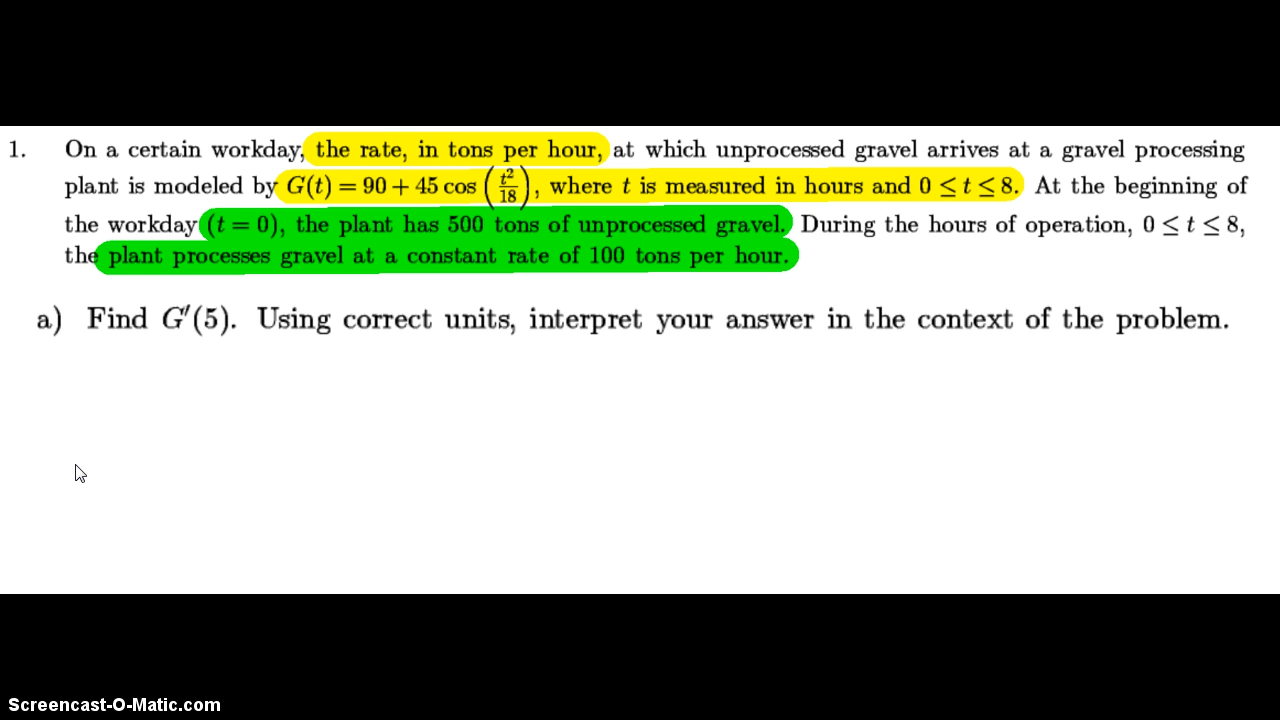 1. On a certain workday, the rate, in tons per hour, at which unprocessed gravel arrives at a gravel processing
plant is modeled by G(t) = 90 + 45 cos (t²/18), where t is measured in hours and 0 ≤ t ≤ 8. At the beginning of
the workday (t = 0), the plant has 500 tons of unprocessed gravel. During the hours of operation, 0 ≤ t ≤ 8,
the plant processes gravel at a constant rate of 100 tons per hour.
a) Find G′(5). Using correct units, interpret your answer in the context of the problem.
Screencast-O-Matic.com